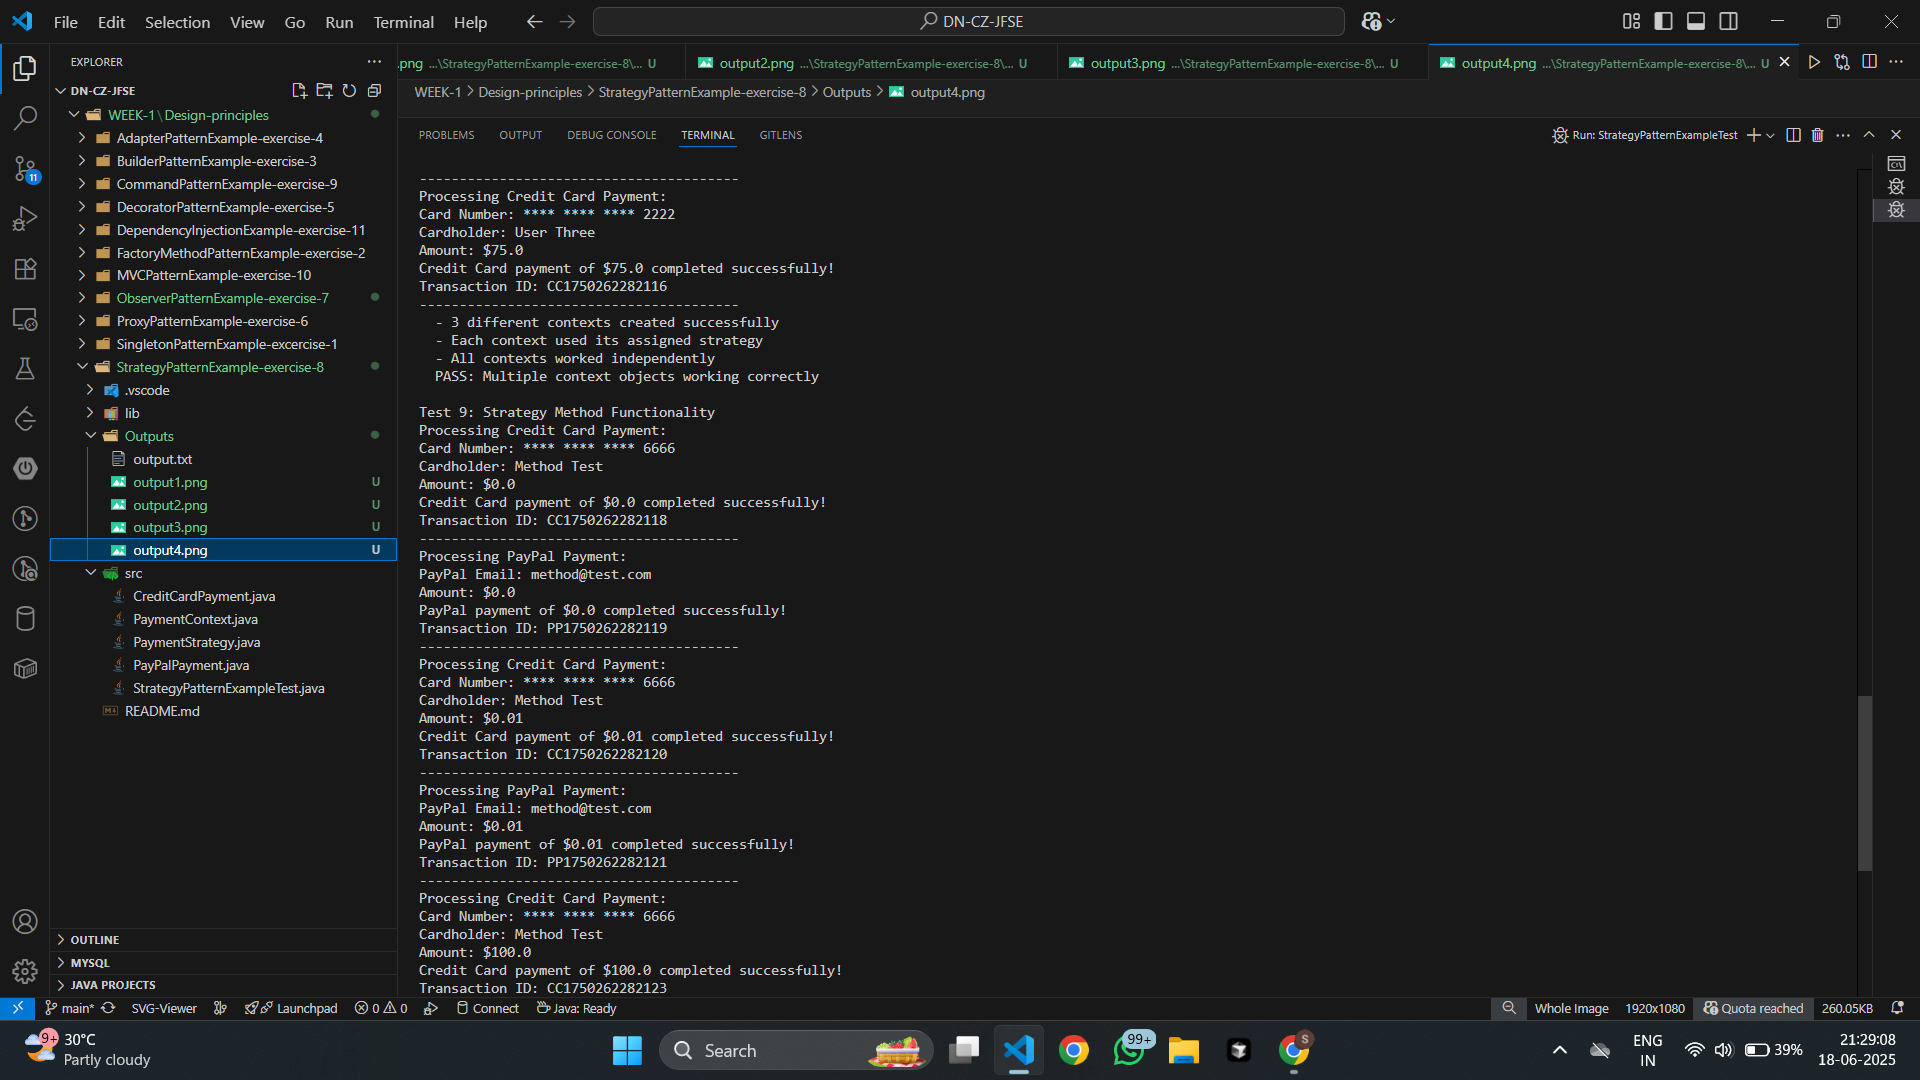 File Edit Selection View Go Run Terminal Help
DN-CZ-JFSE
EXPLORER
DN-CZ-JFSE
WEEK-1\Design-principles
AdapterPatternExample-exercise-4
BuilderPatternExample-exercise-3
CommandPatternExample-exercise-9
DecoratorPatternExample-exercise-5
DependencyInjectionExample-exercise-11
FactoryMethodPatternExample-exercise-2
MVCPatternExample-exercise-10
ObserverPatternExample-exercise-7
ProxyPatternExample-exercise-6
SingletonPatternExample-excercise-1
StrategyPatternExample-exercise-8
.vscode
lib
Outputs
output.txt
output1.png U
output2.png U
output3.png U
output4.png U
src
CreditCardPayment.java
PaymentContext.java
PaymentStrategy.java
PayPalPayment.java
StrategyPatternExampleTest.java
README.md
OUTLINE
MYSQL
JAVA PROJECTS
11
.png ...\StrategyPatternExample-exercise-8\... U
output2.png ...\StrategyPatternExample-exercise-8\... U
output3.png ...\StrategyPatternExample-exercise-8\... U
output4.png ...\StrategyPatternExample-exercise-8\... U
WEEK-1 > Design-principles > StrategyPatternExample-exercise-8 > Outputs > output4.png
PROBLEMS OUTPUT DEBUG CONSOLE TERMINAL GITLENS
Run: StrategyPatternExampleTest
----------------------------------------
Processing Credit Card Payment:
Card Number: **** **** **** 2222
Cardholder: User Three
Amount: $75.0
Credit Card payment of $75.0 completed successfully!
Transaction ID: CC1750262282116
----------------------------------------
- 3 different contexts created successfully
- Each context used its assigned strategy
- All contexts worked independently
PASS: Multiple context objects working correctly
Test 9: Strategy Method Functionality
Processing Credit Card Payment:
Card Number: **** **** **** 6666
Cardholder: Method Test
Amount: $0.0
Credit Card payment of $0.0 completed successfully!
Transaction ID: CC1750262282118
----------------------------------------
Processing PayPal Payment:
PayPal Email: method@test.com
Amount: $0.0
PayPal payment of $0.0 completed successfully!
Transaction ID: PP1750262282119
----------------------------------------
Processing Credit Card Payment:
Card Number: **** **** **** 6666
Cardholder: Method Test
Amount: $0.01
Credit Card payment of $0.01 completed successfully!
Transaction ID: CC1750262282120
----------------------------------------
Processing PayPal Payment:
PayPal Email: method@test.com
Amount: $0.01
PayPal payment of $0.01 completed successfully!
Transaction ID: PP1750262282121
----------------------------------------
Processing Credit Card Payment:
Card Number: **** **** **** 6666
Cardholder: Method Test
Amount: $100.0
Credit Card payment of $100.0 completed successfully!
Transaction ID: CC1750262282123
main* SVG-Viewer Launchpad 0 0 Connect Java: Ready Whole Image 1920x1080 Quota reached 260.05KB
9+ 30°C
Partly cloudy
Search
99+
S
ENG
IN
39%
21:29:08
18-06-2025